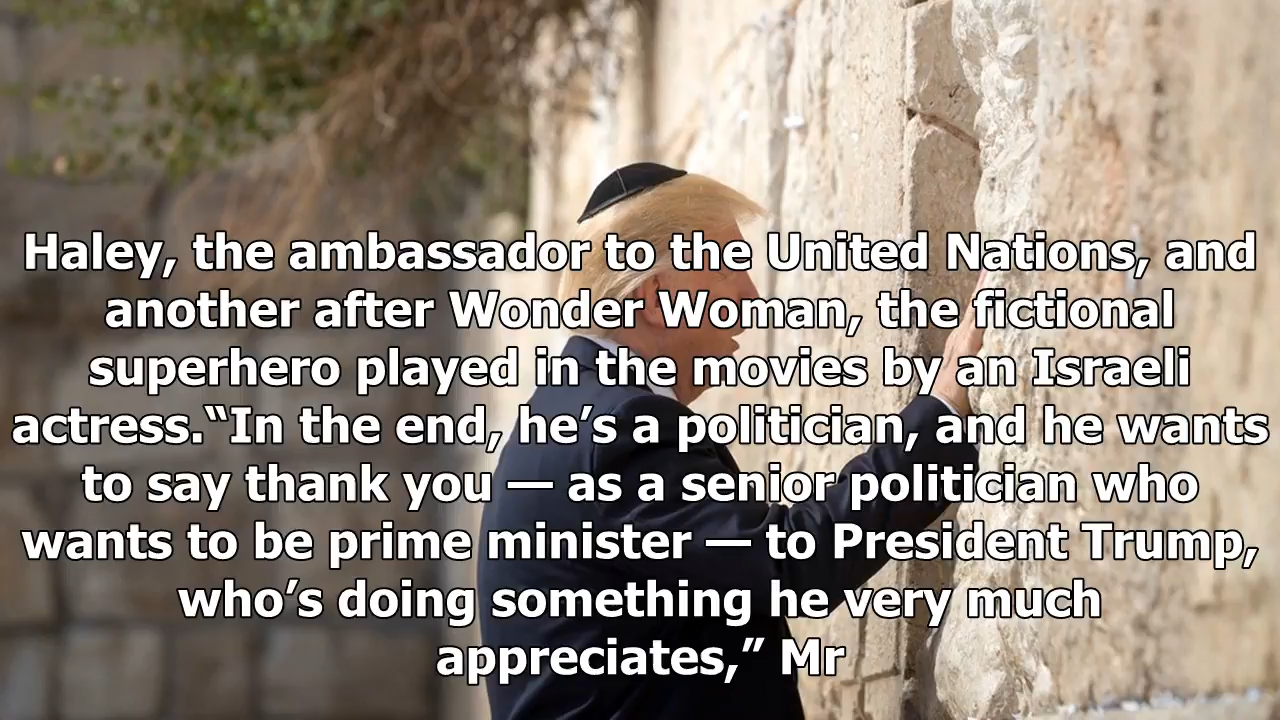 Haley, the ambassador to the United Nations, and
another after Wonder Woman, the fictional
superhero played in the movies by an Israeli
actress.“In the end, he’s a politician, and he wants
to say thank you — as a senior politician who
wants to be prime minister — to President Trump,
who’s doing something he very much
appreciates,” Mr